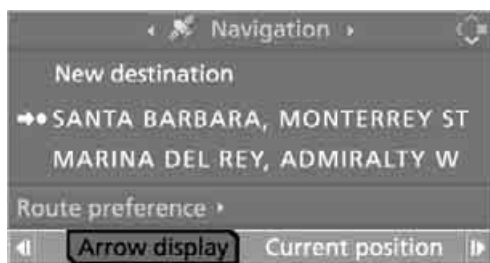 Navigation
New destination
SANTA BARBARA, MONTERREY ST
MARINA DEL REY, ADMIRALTY W
Route preference
Arrow display Current position